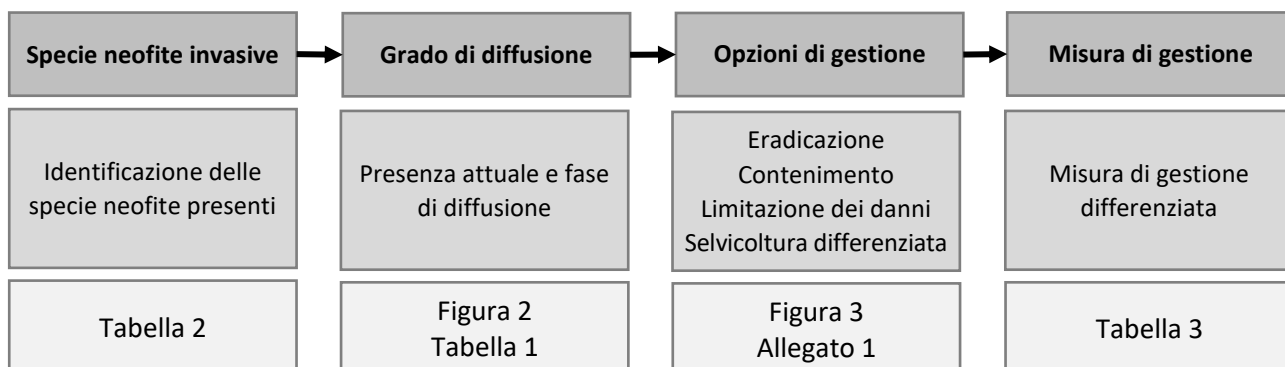 Specie neofite invasive
Grado di diffusione
Opzioni di gestione
Misura di gestione
Identificazione delle
specie neofite presenti
Presenza attuale e fase
di diffusione
Eradicazione
Contenimento
Limitazione dei danni
Selvicoltura differenziata
Misura di gestione
differenziata
Tabella 2
Figura 2
Tabella 1
Figura 3
Allegato 1
Tabella 3